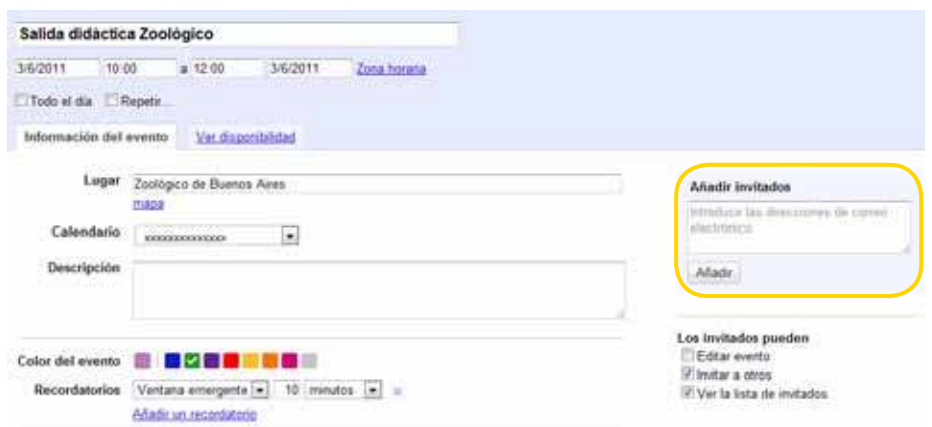 Salida didáctica Zoológico
3/6/2011 10:00 a 12:00 3/6/2011 Zona horaria
Todo el día Repetir...
Información del evento Ver disponibilidad
Lugar Zoológico de Buenos Aires
mapa
Calendario xxxxxxxxxxxxxx
Descripción
Color del evento
Recordatorios Ventana emergente 10 minutos x
Añadir un recordatorio
Añadir invitados
Introduce las direcciones de correo
electrónico
Añadir
Los invitados pueden
Editar evento
Invitar a otros
Ver la lista de invitados